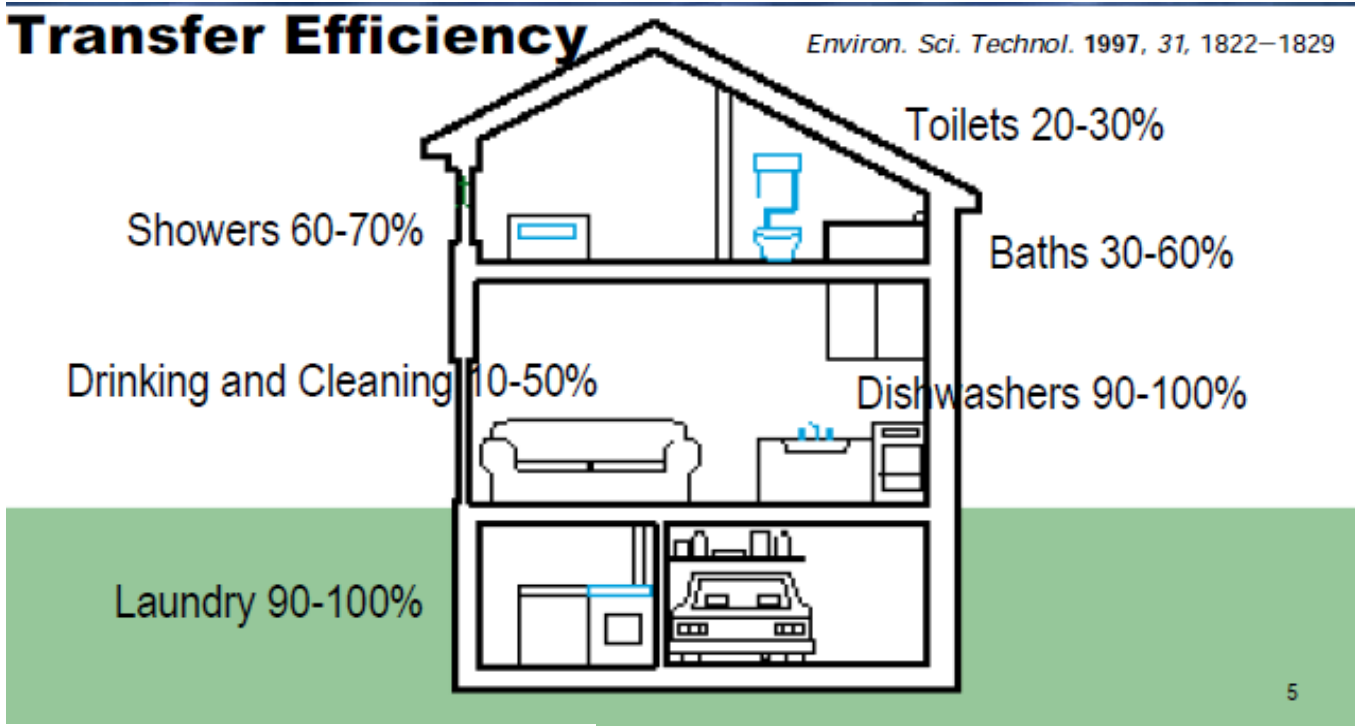 Transfer Efficiency
Environ. Sci. Technol. 1997, 31, 1822–1829
Toilets 20-30%
Showers 60-70%
Baths 30-60%
Drinking and Cleaning 10-50%
Dishwashers 90-100%
Laundry 90-100%
5